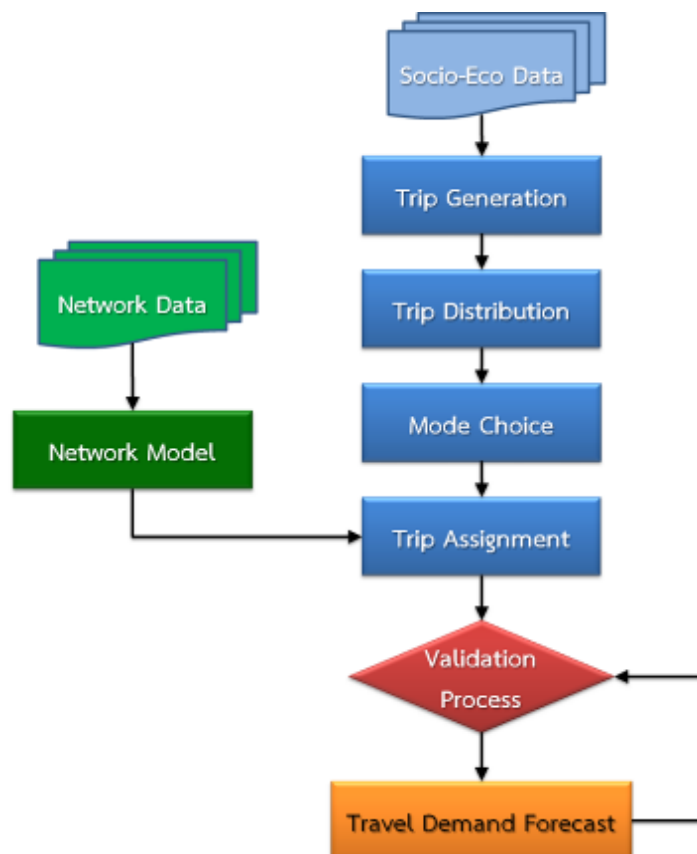 Socio-Eco Data
Trip Generation
Network Data
Trip Distribution
Network Model
Mode Choice
Trip Assignment
Validation
Process
Travel Demand Forecast